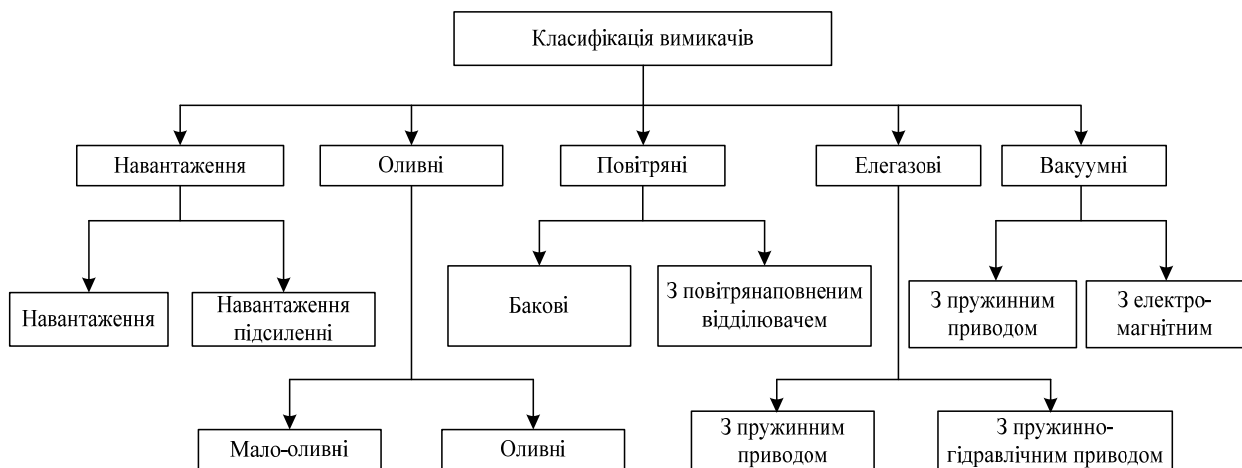 Класифікація вимикачів
Навантаження
Оливні
Повітряні
Елегазові
Вакуумні
Навантаження
Навантаження
підсиленні
Бакові
З повітрянаповненим
відділювачем
З пружинним
приводом
З електро-
магнітним
Мало-оливні
Оливні
З пружинним
приводом
З пружинно-
гідравлічним приводом